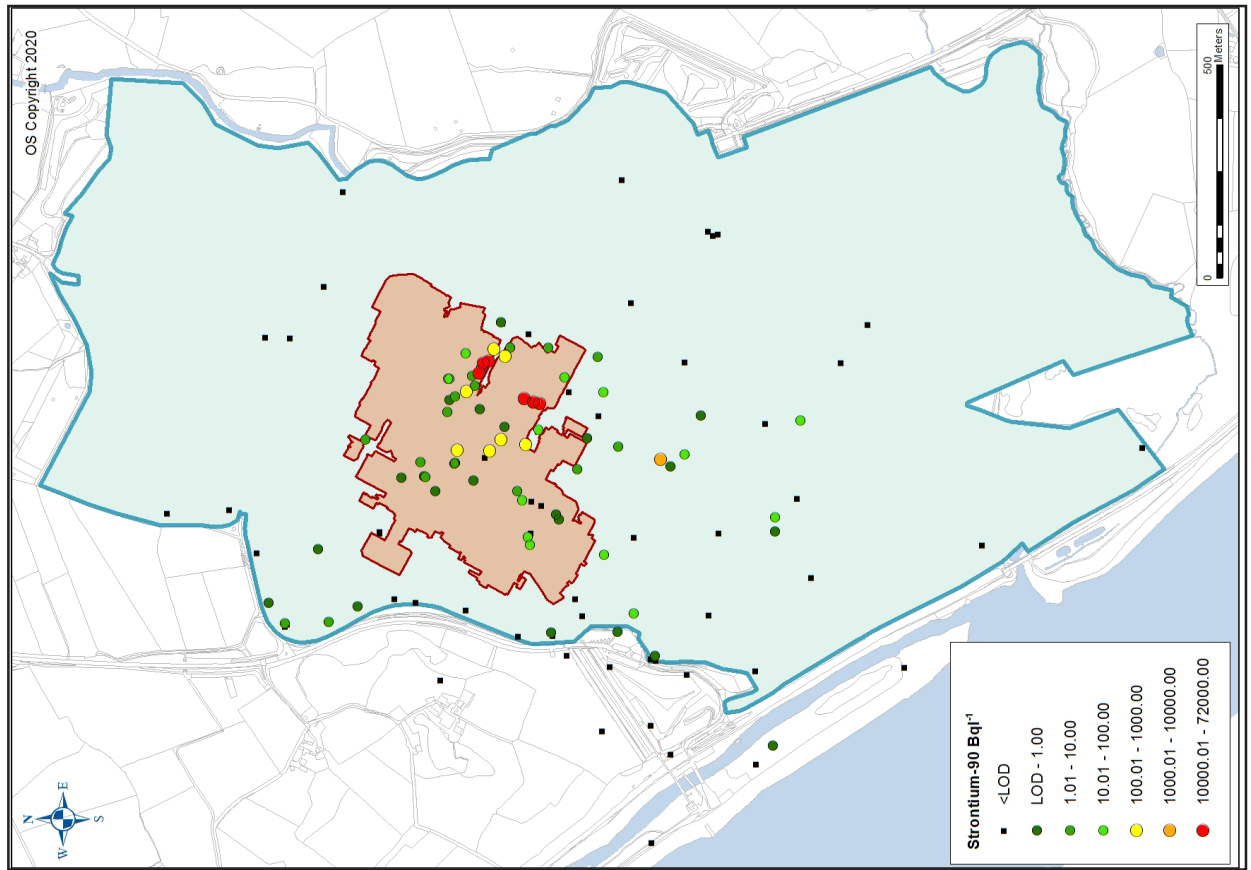 OS Copyright 2020
N
W E
S
0 500
Meters
Strontium-90 Bql-1
<LOD
LOD - 1.00
1.01 - 10.00
10.01 - 100.00
100.01 - 1000.00
1000.01 - 10000.00
10000.01 - 72000.00